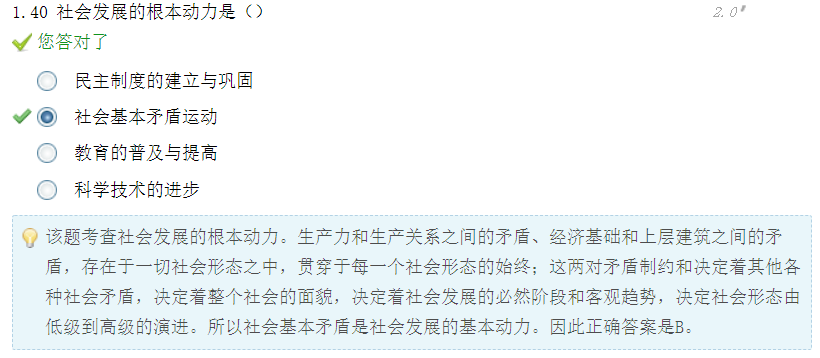 1.40 社会发展的根本动力是（） 2.0
您答对了
民主制度的建立与巩固
社会基本矛盾运动
教育的普及与提高
科学技术的进步
该题考查社会发展的根本动力。生产力和生产关系之间的矛盾、经济基础和上层建筑之间的矛
盾，存在于一切社会形态之中，贯穿于每一个社会形态的始终；这两对矛盾制约和决定着其他各
种社会矛盾，决定着整个社会的面貌，决定着社会发展的必然阶段和客观趋势，决定社会形态由
低级到高级的演进。所以社会基本矛盾是社会发展的基本动力。因此正确答案是B。